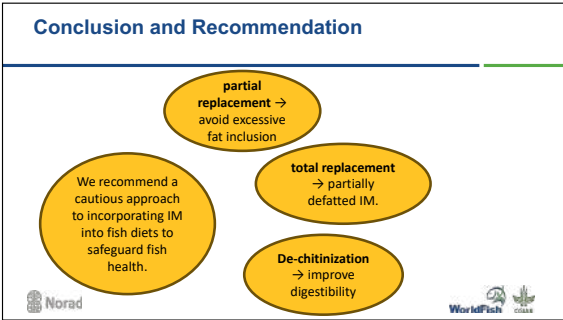 Conclusion and Recommendation
partial
replacement →
avoid excessive
fat inclusion
We recommend a
cautious approach
to incorporating IM
into fish diets to
safeguard fish
health.
total replacement
→ partially
defatted IM.
De-chitinization
→ improve
digestibility
Norad
WorldFish
CGIAR